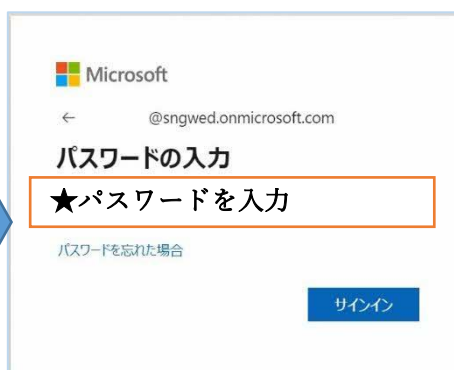 Microsoft
← @sngwed.onmicrosoft.com
パスワードの入力
★パスワードを入力
パスワードを忘れた場合
サインイン